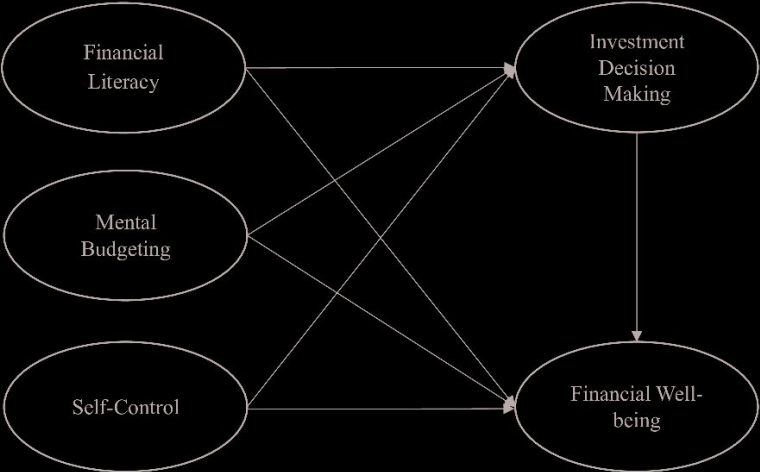 Financial
Literacy
Investment
Decision
Making
Mental
Budgeting
Self-Control
Financial Well-
being